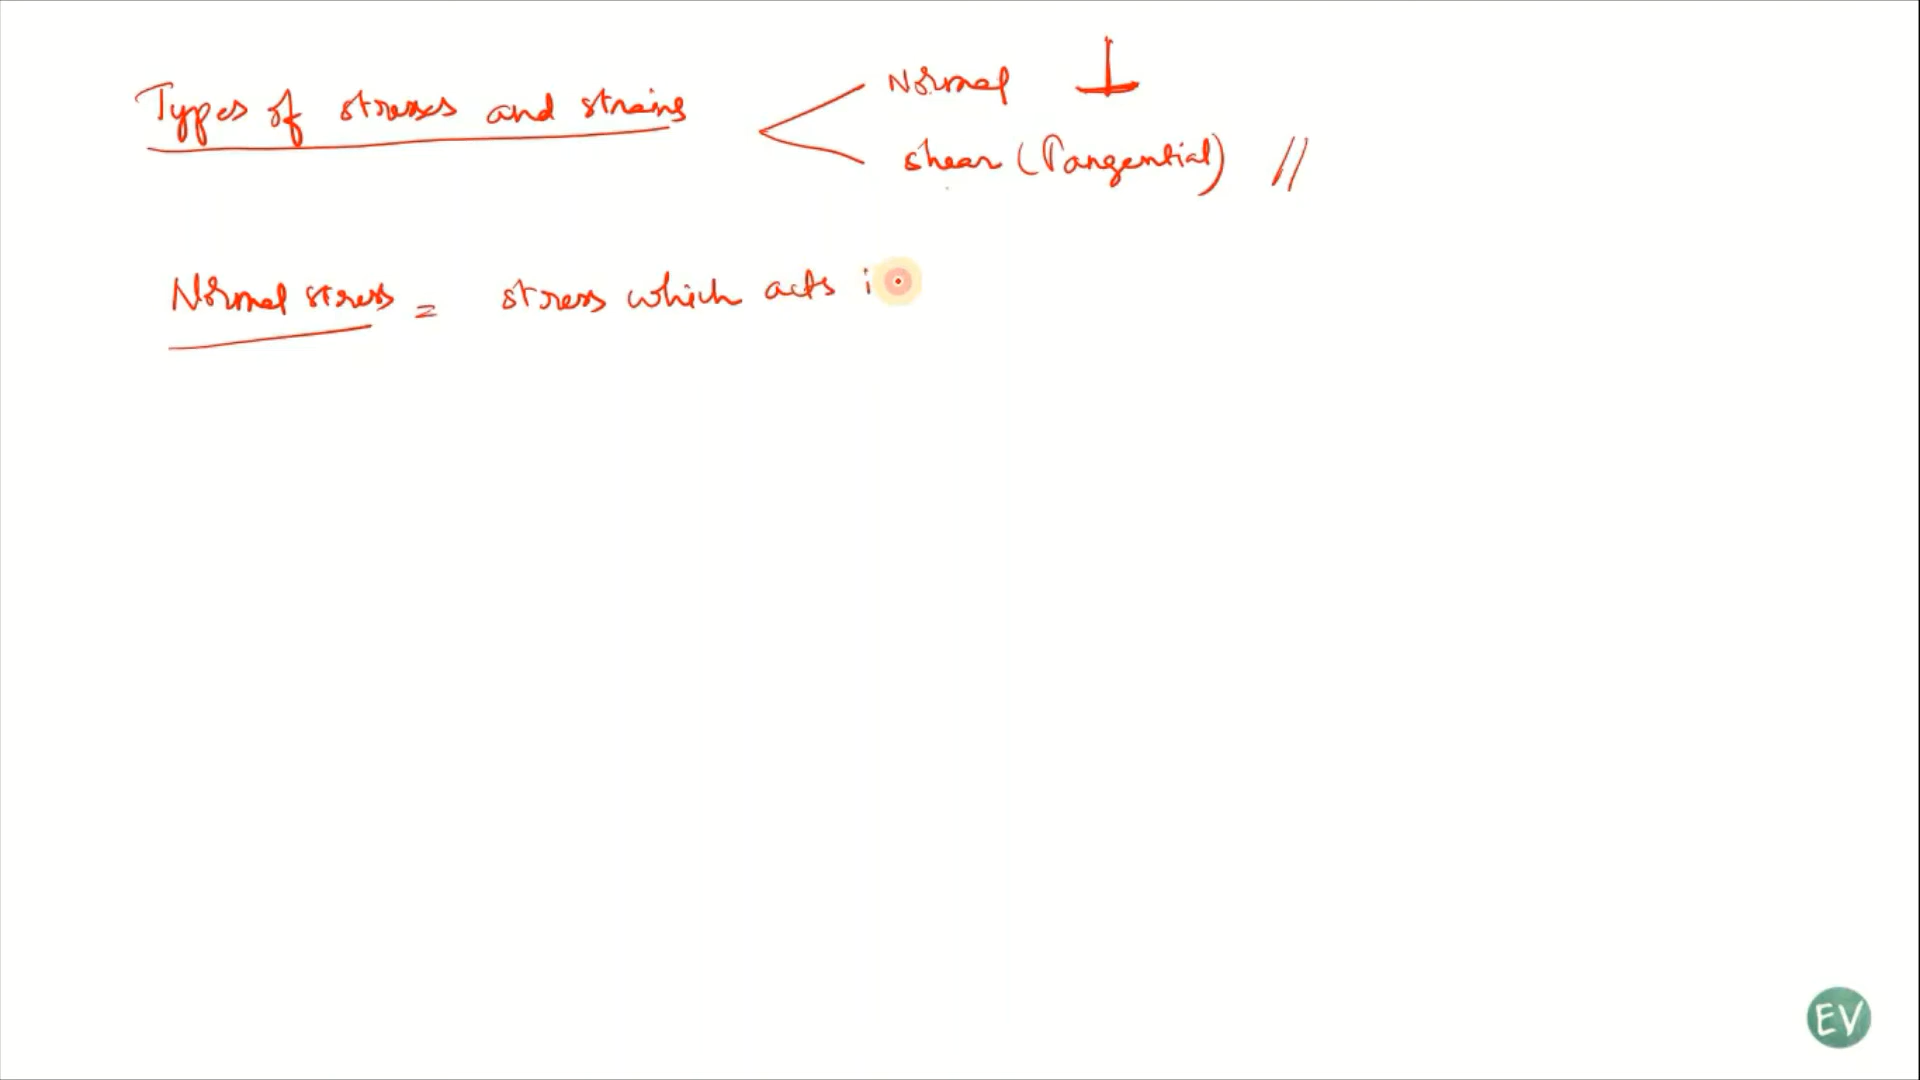 Types of stresses and strains
Normal ⊥
shear (Tangential) //
Normal stress = stress which acts i
EV